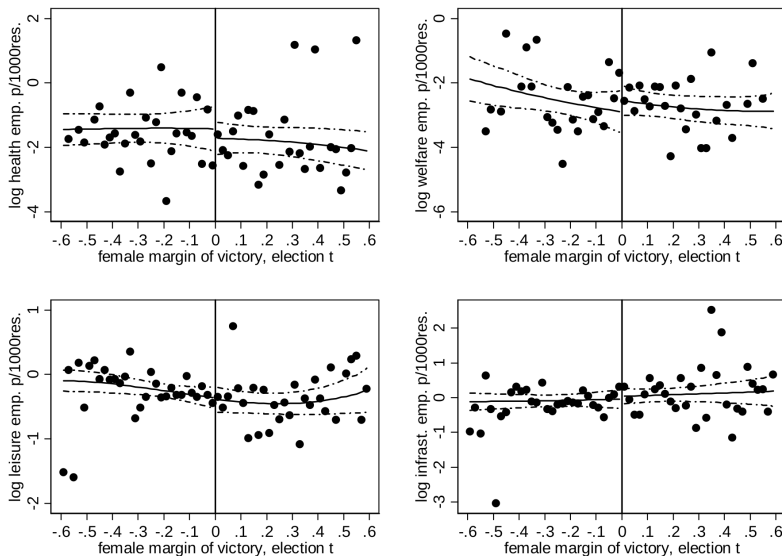 log health emp. p/1000res.
2
0
-2
-4
-.6 -.5 -.4 -.3 -.2 -.1 0 .1 .2 .3 .4 .5 .6
female margin of victory, election t
log welfare emp. p/1000res.
0
-2
-4
-6
-.6 -.5 -.4 -.3 -.2 -.1 0 .1 .2 .3 .4 .5 .6
female margin of victory, election t
log leisure emp. p/1000res.
1
0
-1
-2
-.6 -.5 -.4 -.3 -.2 -.1 0 .1 .2 .3 .4 .5 .6
female margin of victory, election t
log infrast. emp. p/1000res.
2
1
0
-1
-2
-3
-.6 -.5 -.4 -.3 -.2 -.1 0 .1 .2 .3 .4 .5 .6
female margin of victory, election t